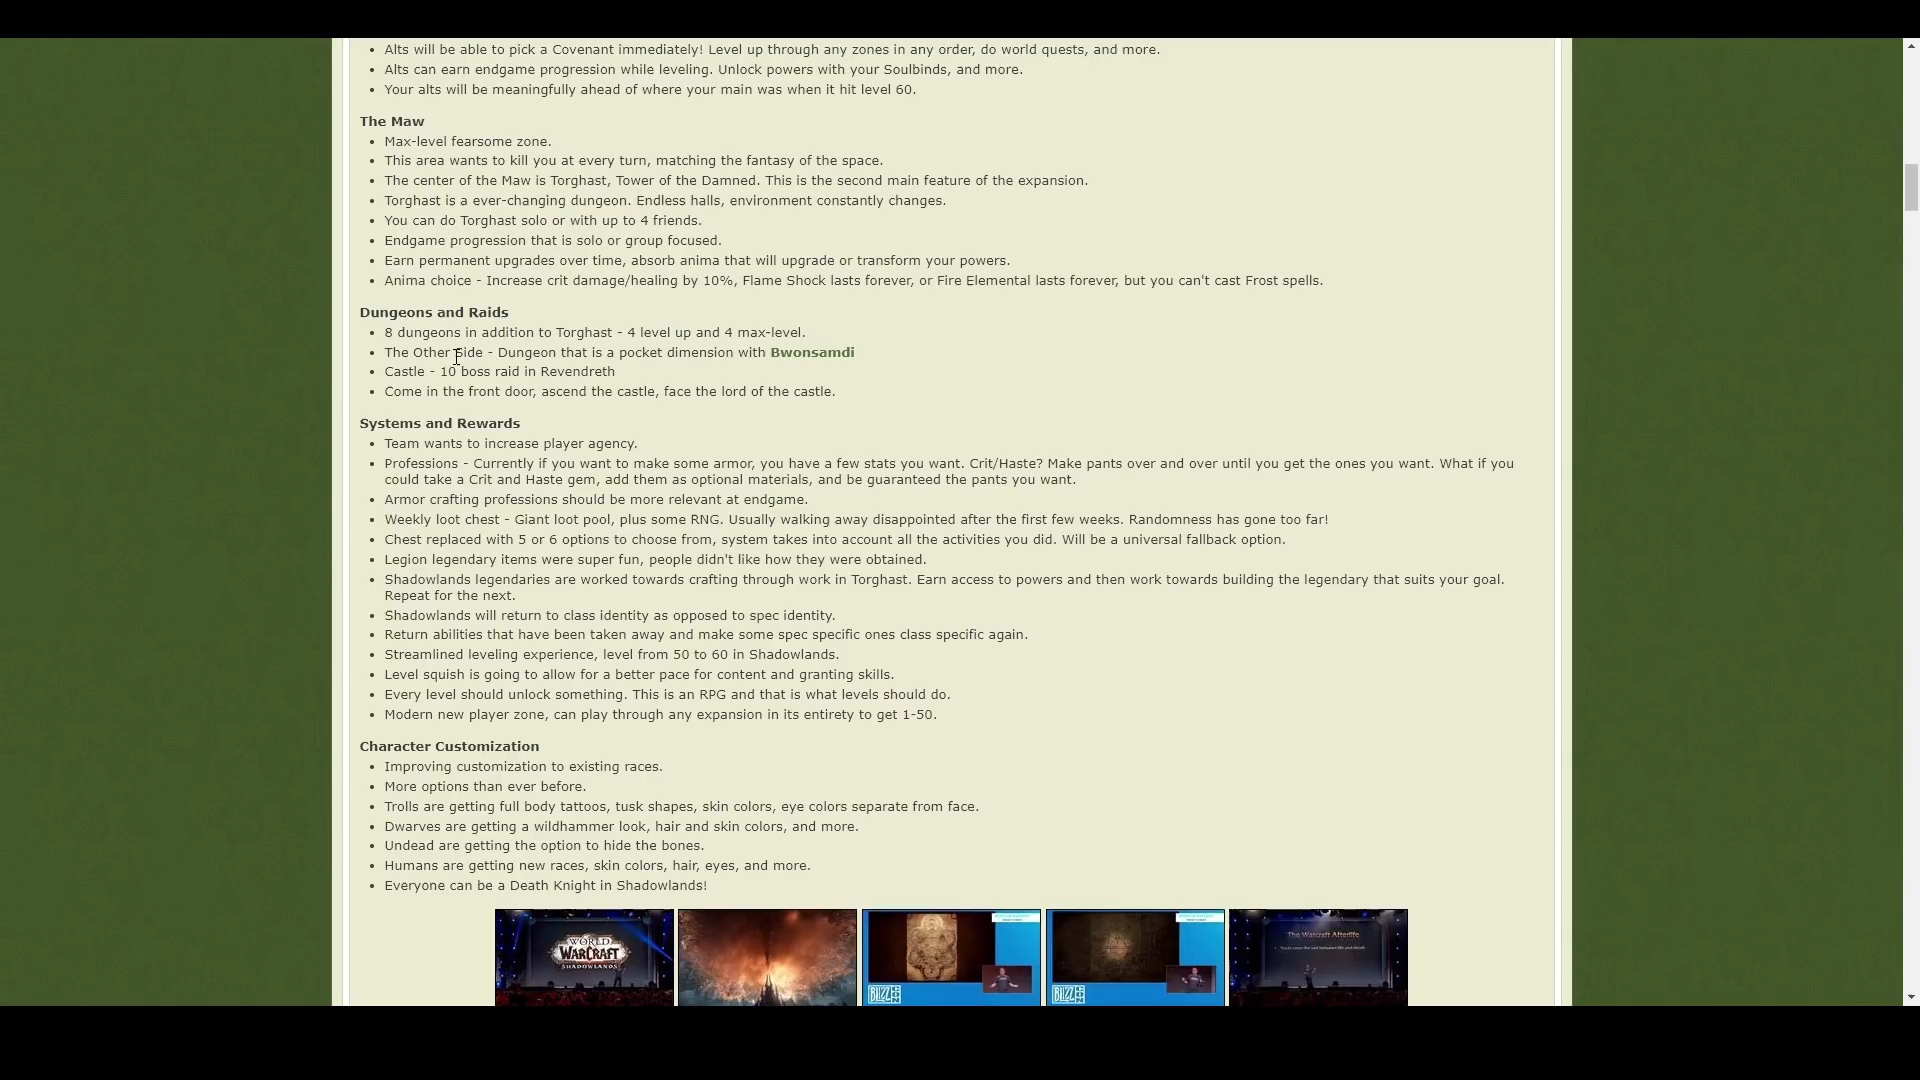 Alts will be able to pick a Covenant immediately! Level up through any zones in any order, do world quests, and more.
Alts can earn endgame progression while leveling. Unlock powers with your Soulbinds, and more.
Your alts will be meaningfully ahead of where your main was when it hit level 60.
The Maw
Max-level fearsome zone.
This area wants to kill you at every turn, matching the fantasy of the space.
The center of the Maw is Torghast, Tower of the Damned. This is the second main feature of the expansion.
Torghast is a ever-changing dungeon. Endless halls, environment constantly changes.
You can do Torghast solo or with up to 4 friends.
Endgame progression that is solo or group focused.
Earn permanent upgrades over time, absorb anima that will upgrade or transform your powers.
Anima choice - Increase crit damage/healing by 10%, Flame Shock lasts forever, or Fire Elemental lasts forever, but you can't cast Frost spells.
Dungeons and Raids
8 dungeons in addition to Torghast - 4 level up and 4 max-level.
The Other Side - Dungeon that is a pocket dimension with Bwonsamdi
Castle - 10 boss raid in Revendreth
Come in the front door, ascend the castle, face the lord of the castle.
Systems and Rewards
Team wants to increase player agency.
Professions - Currently if you want to make some armor, you have a few stats you want. Crit/Haste? Make pants over and over until you get the ones you want. What if you
could take a Crit and Haste gem, add them as optional materials, and be guaranteed the pants you want.
Armor crafting professions should be more relevant at endgame.
Weekly loot chest - Giant loot pool, plus some RNG. Usually walking away disappointed after the first few weeks. Randomness has gone too far!
Chest replaced with 5 or 6 options to choose from, system takes into account all the activities you did. Will be a universal fallback option.
Legion legendary items were super fun, people didn't like how they were obtained.
Shadowlands legendaries are worked towards crafting through work in Torghast. Earn access to powers and then work towards building the legendary that suits your goal.
Repeat for the next.
Shadowlands will return to class identity as opposed to spec identity.
Return abilities that have been taken away and make some spec specific ones class specific again.
Streamlined leveling experience, level from 50 to 60 in Shadowlands.
Level squish is going to allow for a better pace for content and granting skills.
Every level should unlock something. This is an RPG and that is what levels should do.
Modern new player zone, can play through any expansion in its entirety to get 1-50.
Character Customization
Improving customization to existing races.
More options than ever before.
Trolls are getting full body tattoos, tusk shapes, skin colors, eye colors separate from face.
Dwarves are getting a wildhammer look, hair and skin colors, and more.
Undead are getting the option to hide the bones.
Humans are getting new races, skin colors, hair, eyes, and more.
Everyone can be a Death Knight in Shadowlands!
WORLD
WARCRAFT
SHADOWLANDS
BLIZZCON
BLIZZCON
The Warcraft Afterlife